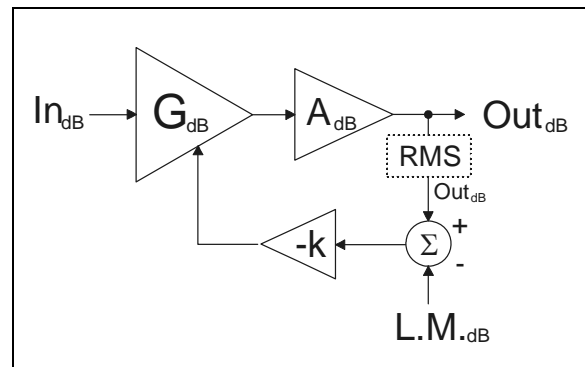 In_dB
G_dB
A_dB
Out_dB
RMS
Out_dB
Σ
+
-
-k
L.M._dB